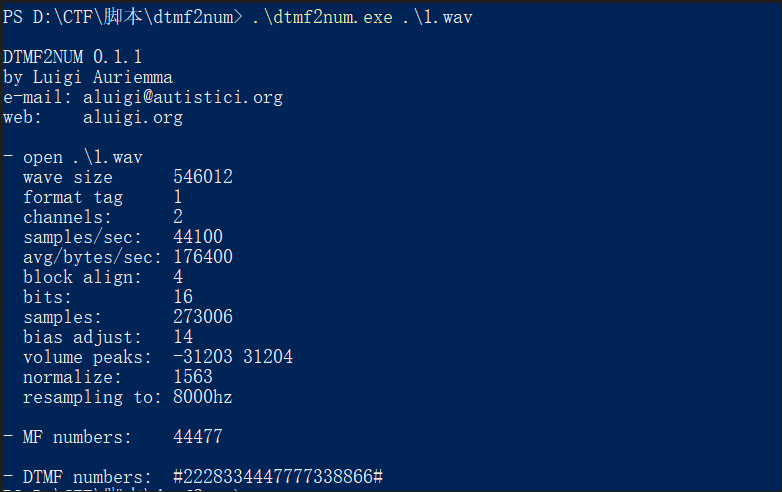 PS D:\CTF\脚本\dtmf2num> .\dtmf2num.exe .\1.wav
DTMF2NUM 0.1.1
by Luigi Auriemma
e-mail: aluigi@autistici.org
web:    aluigi.org
- open .\1.wav
  wave size      546012
  format tag     1
  channels:      2
  samples/sec:   44100
  avg/bytes/sec: 176400
  block align:   4
  bits:          16
  samples:       273006
  bias adjust:   14
  volume peaks:  -31203 31204
  normalize:     1563
  resampling to: 8000hz
- MF numbers:    44477
- DTMF numbers:  #2228334447777338866#